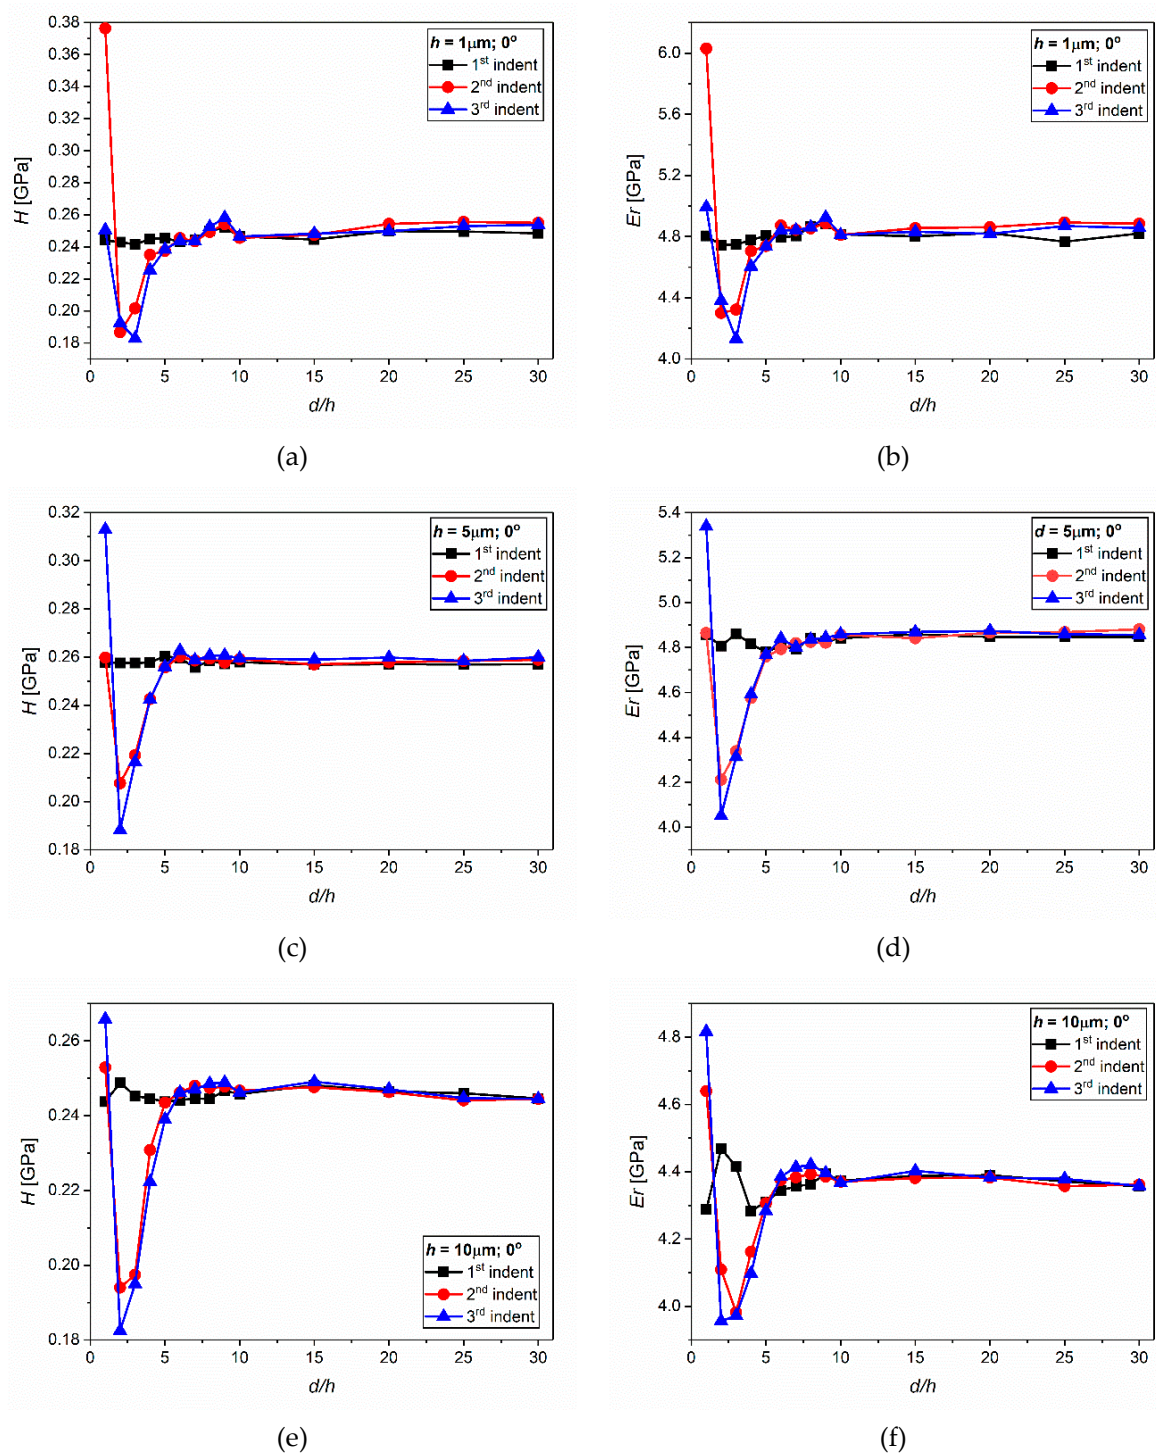 0.38
0.36
0.34
0.32
0.30
0.28
0.26
0.24
0.22
0.20
0.18
H [GPa]
0 5 10 15 20 25 30
d/h
h = 1µm; 0°
1st indent
2nd indent
3rd indent
(a)
6.0
5.6
5.2
4.8
4.4
4.0
Er [GPa]
0 5 10 15 20 25 30
d/h
h = 1µm; 0°
1st indent
2nd indent
3rd indent
(b)
0.32
0.30
0.28
0.26
0.24
0.22
0.20
0.18
H [GPa]
0 5 10 15 20 25 30
d/h
h = 5µm; 0°
1st indent
2nd indent
3rd indent
(c)
5.4
5.2
5.0
4.8
4.6
4.4
4.2
4.0
Er [GPa]
0 5 10 15 20 25 30
d/h
d = 5µm; 0°
1st indent
2nd indent
3rd indent
(d)
0.26
0.24
0.22
0.20
0.18
H [GPa]
0 5 10 15 20 25 30
d/h
h = 10µm; 0°
1st indent
2nd indent
3rd indent
(e)
4.8
4.6
4.4
4.2
4.0
Er [GPa]
0 5 10 15 20 25 30
d/h
h = 10µm; 0°
1st indent
2nd indent
3rd indent
(f)